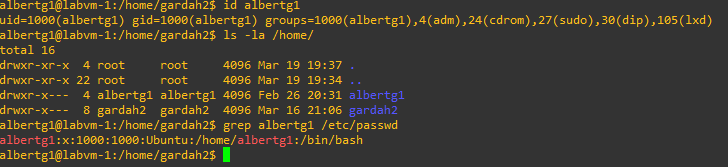 albertg1@labvm-1:/home/gardah2$ id albertg1
uid=1000(albertg1) gid=1000(albertg1) groups=1000(albertg1),4(adm),24(cdrom),27(sudo),30(dip),105(lxd)
albertg1@labvm-1:/home/gardah2$ ls -la /home/
total 16
drwxr-xr-x  4 root     root     4096 Mar 19 19:37 .
drwxr-xr-x 22 root     root     4096 Mar 19 19:34 ..
drwxr-x---  4 albertg1 albertg1 4096 Feb 26 20:31 albertg1
drwxr-x---  8 gardah2  gardah2  4096 Mar 16 21:06 gardah2
albertg1@labvm-1:/home/gardah2$ grep albertg1 /etc/passwd
albertg1:x:1000:1000:Ubuntu:/home/albertg1:/bin/bash
albertg1@labvm-1:/home/gardah2$